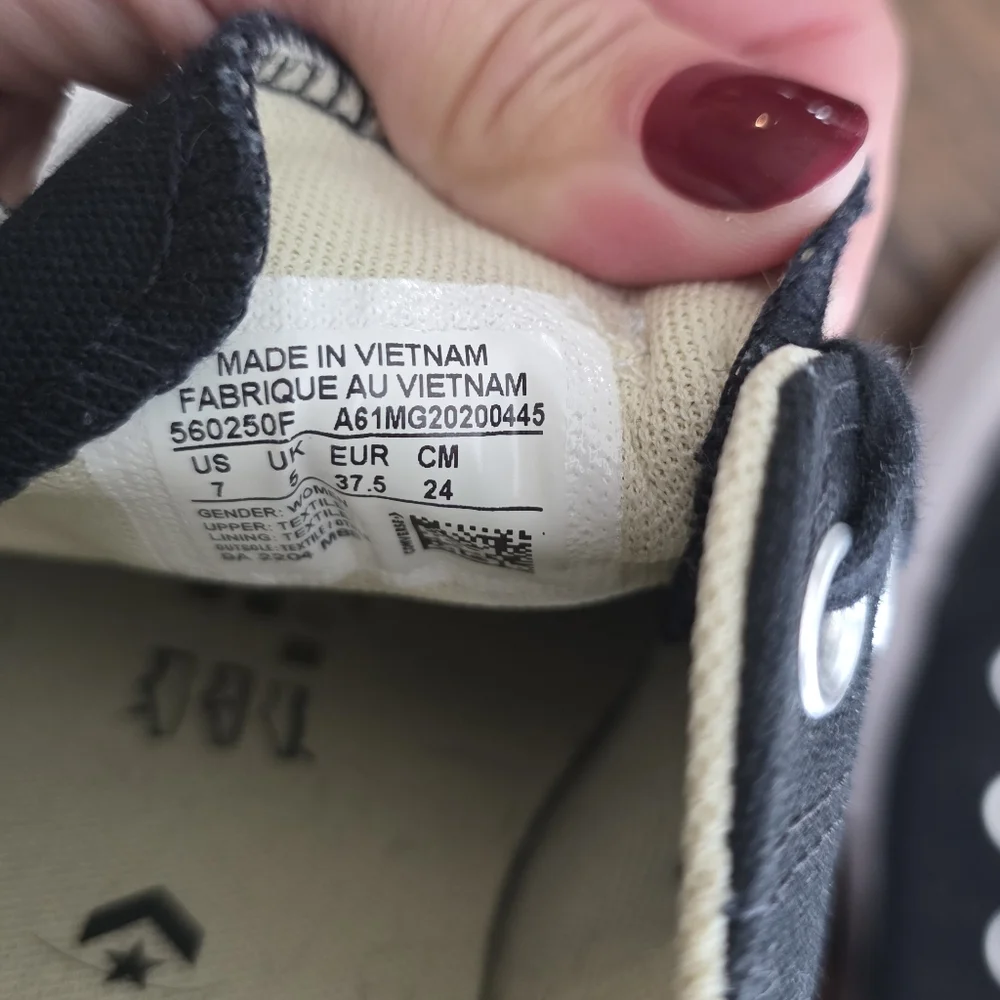 MADE IN VIETNAM
FABRIQUE AU VIETNAM
560250F A61MG20200445
US UK EUR CM
7 5 37.5 24
GENDER: WOMEN
UPPER: TEXTILE
LINING: TEXTILE
OUTSOLE: TEXTILE
2204